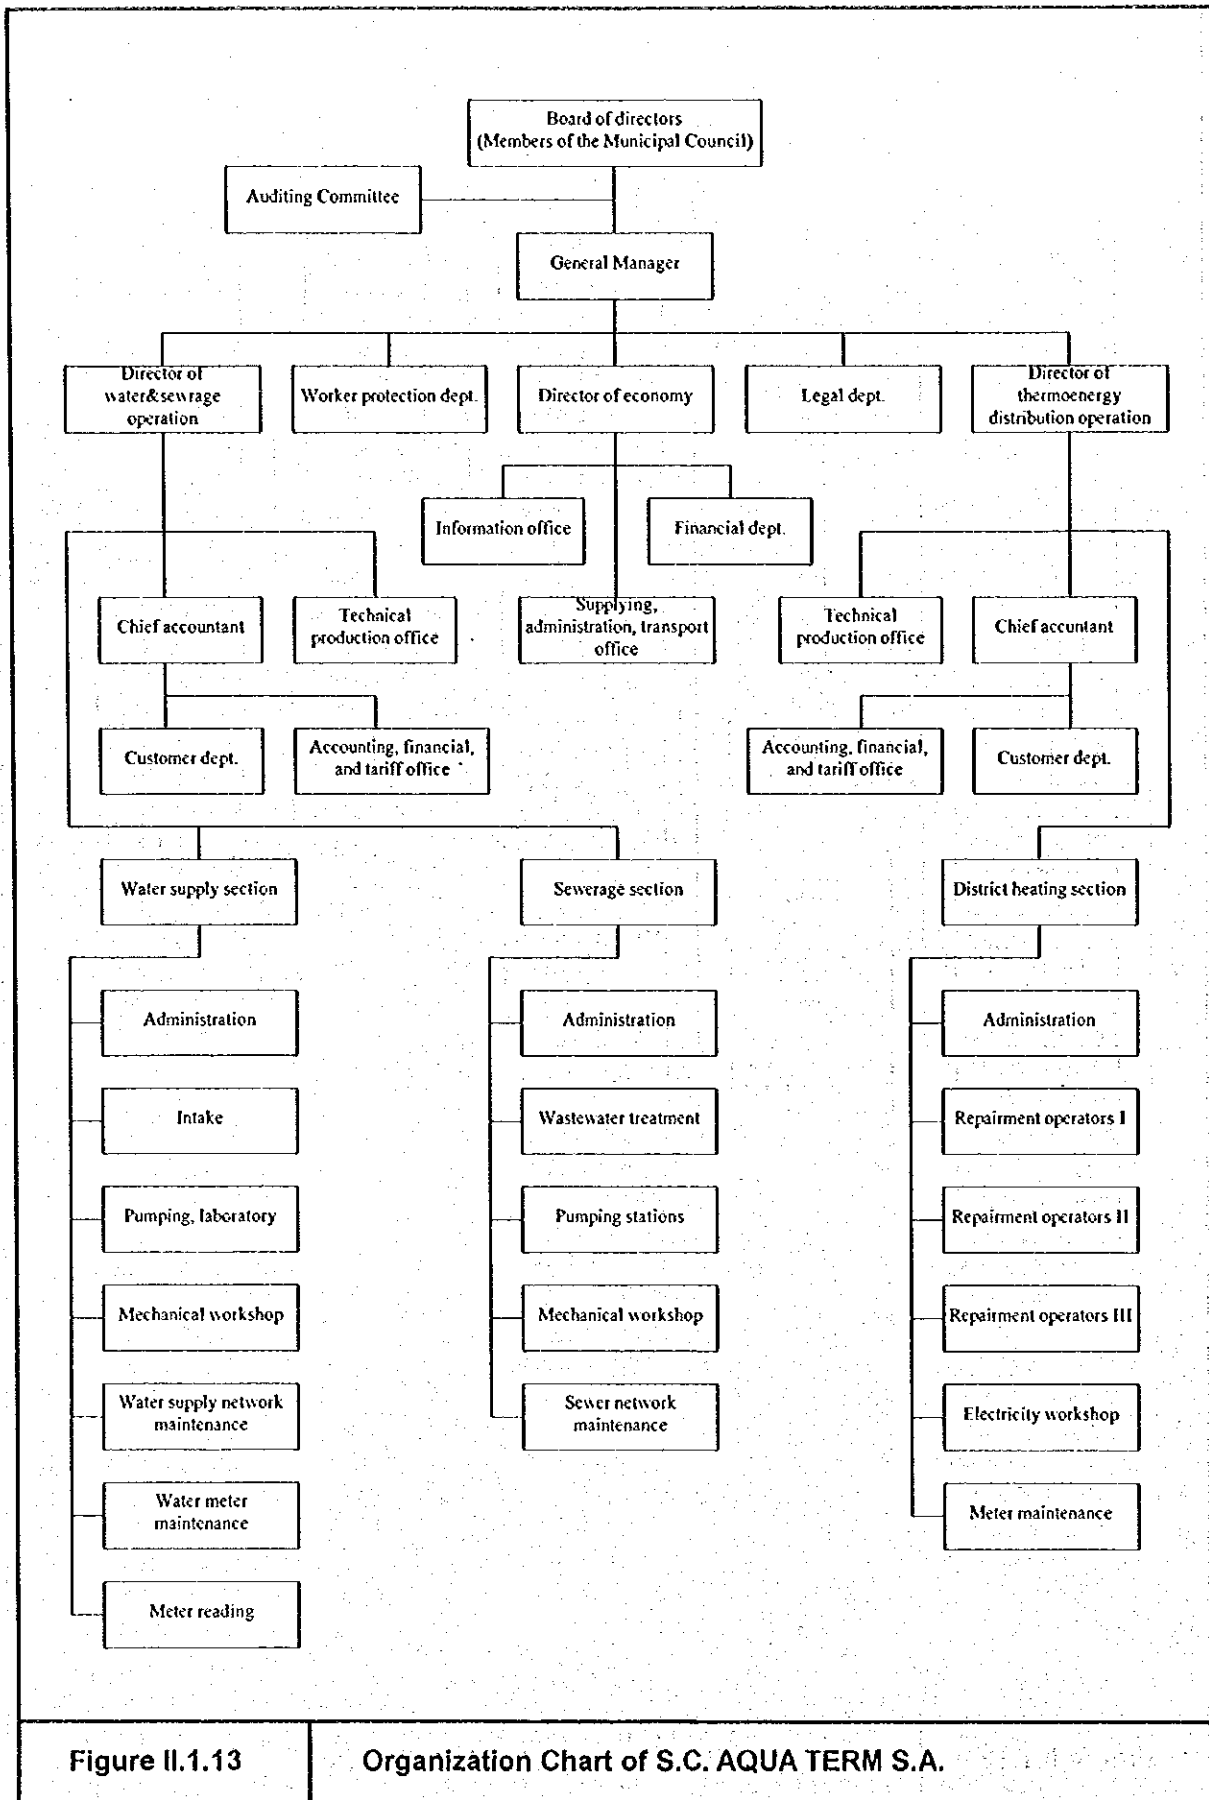 Board of directors
(Members of the Municipal Council)
Auditing Committee
General Manager
Director of
water&sewrage
operation
Worker protection dept.
Director of economy
Legal dept.
Director of
thermoenergy
distribution operation
Information office
Financial dept.
Chief accountant
Technical
production office
Supplying,
administration, transport
office
Technical
production office
Chief accuntant
Customer dept.
Accounting, financial,
and tariff office
Accounting, financial,
and tariff office
Customer dept.
Water supply section
Sewerage section
District heating section
Administration
Administration
Administration
Intake
Wastewater treatment
Repairment operators I
Pumping, laboratory
Pumping stations
Repairment operators II
Mechanical workshop
Mechanical workshop
Repairment operators III
Water supply network
maintenance
Sewer network
maintenance
Electricity workshop
Water meter
maintenance
Meter maintenance
Meter reading
Figure II.1.13
Organization Chart of S.C. AQUA TERM S.A.